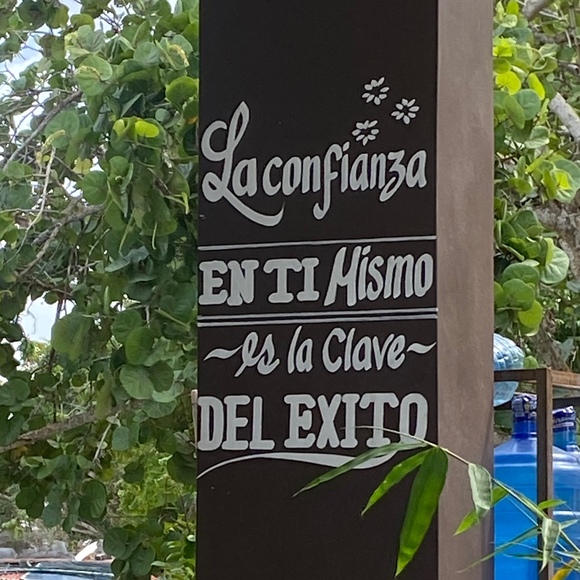 La confianza
EN TI Mismo
~es la Clave~
DEL EXITO